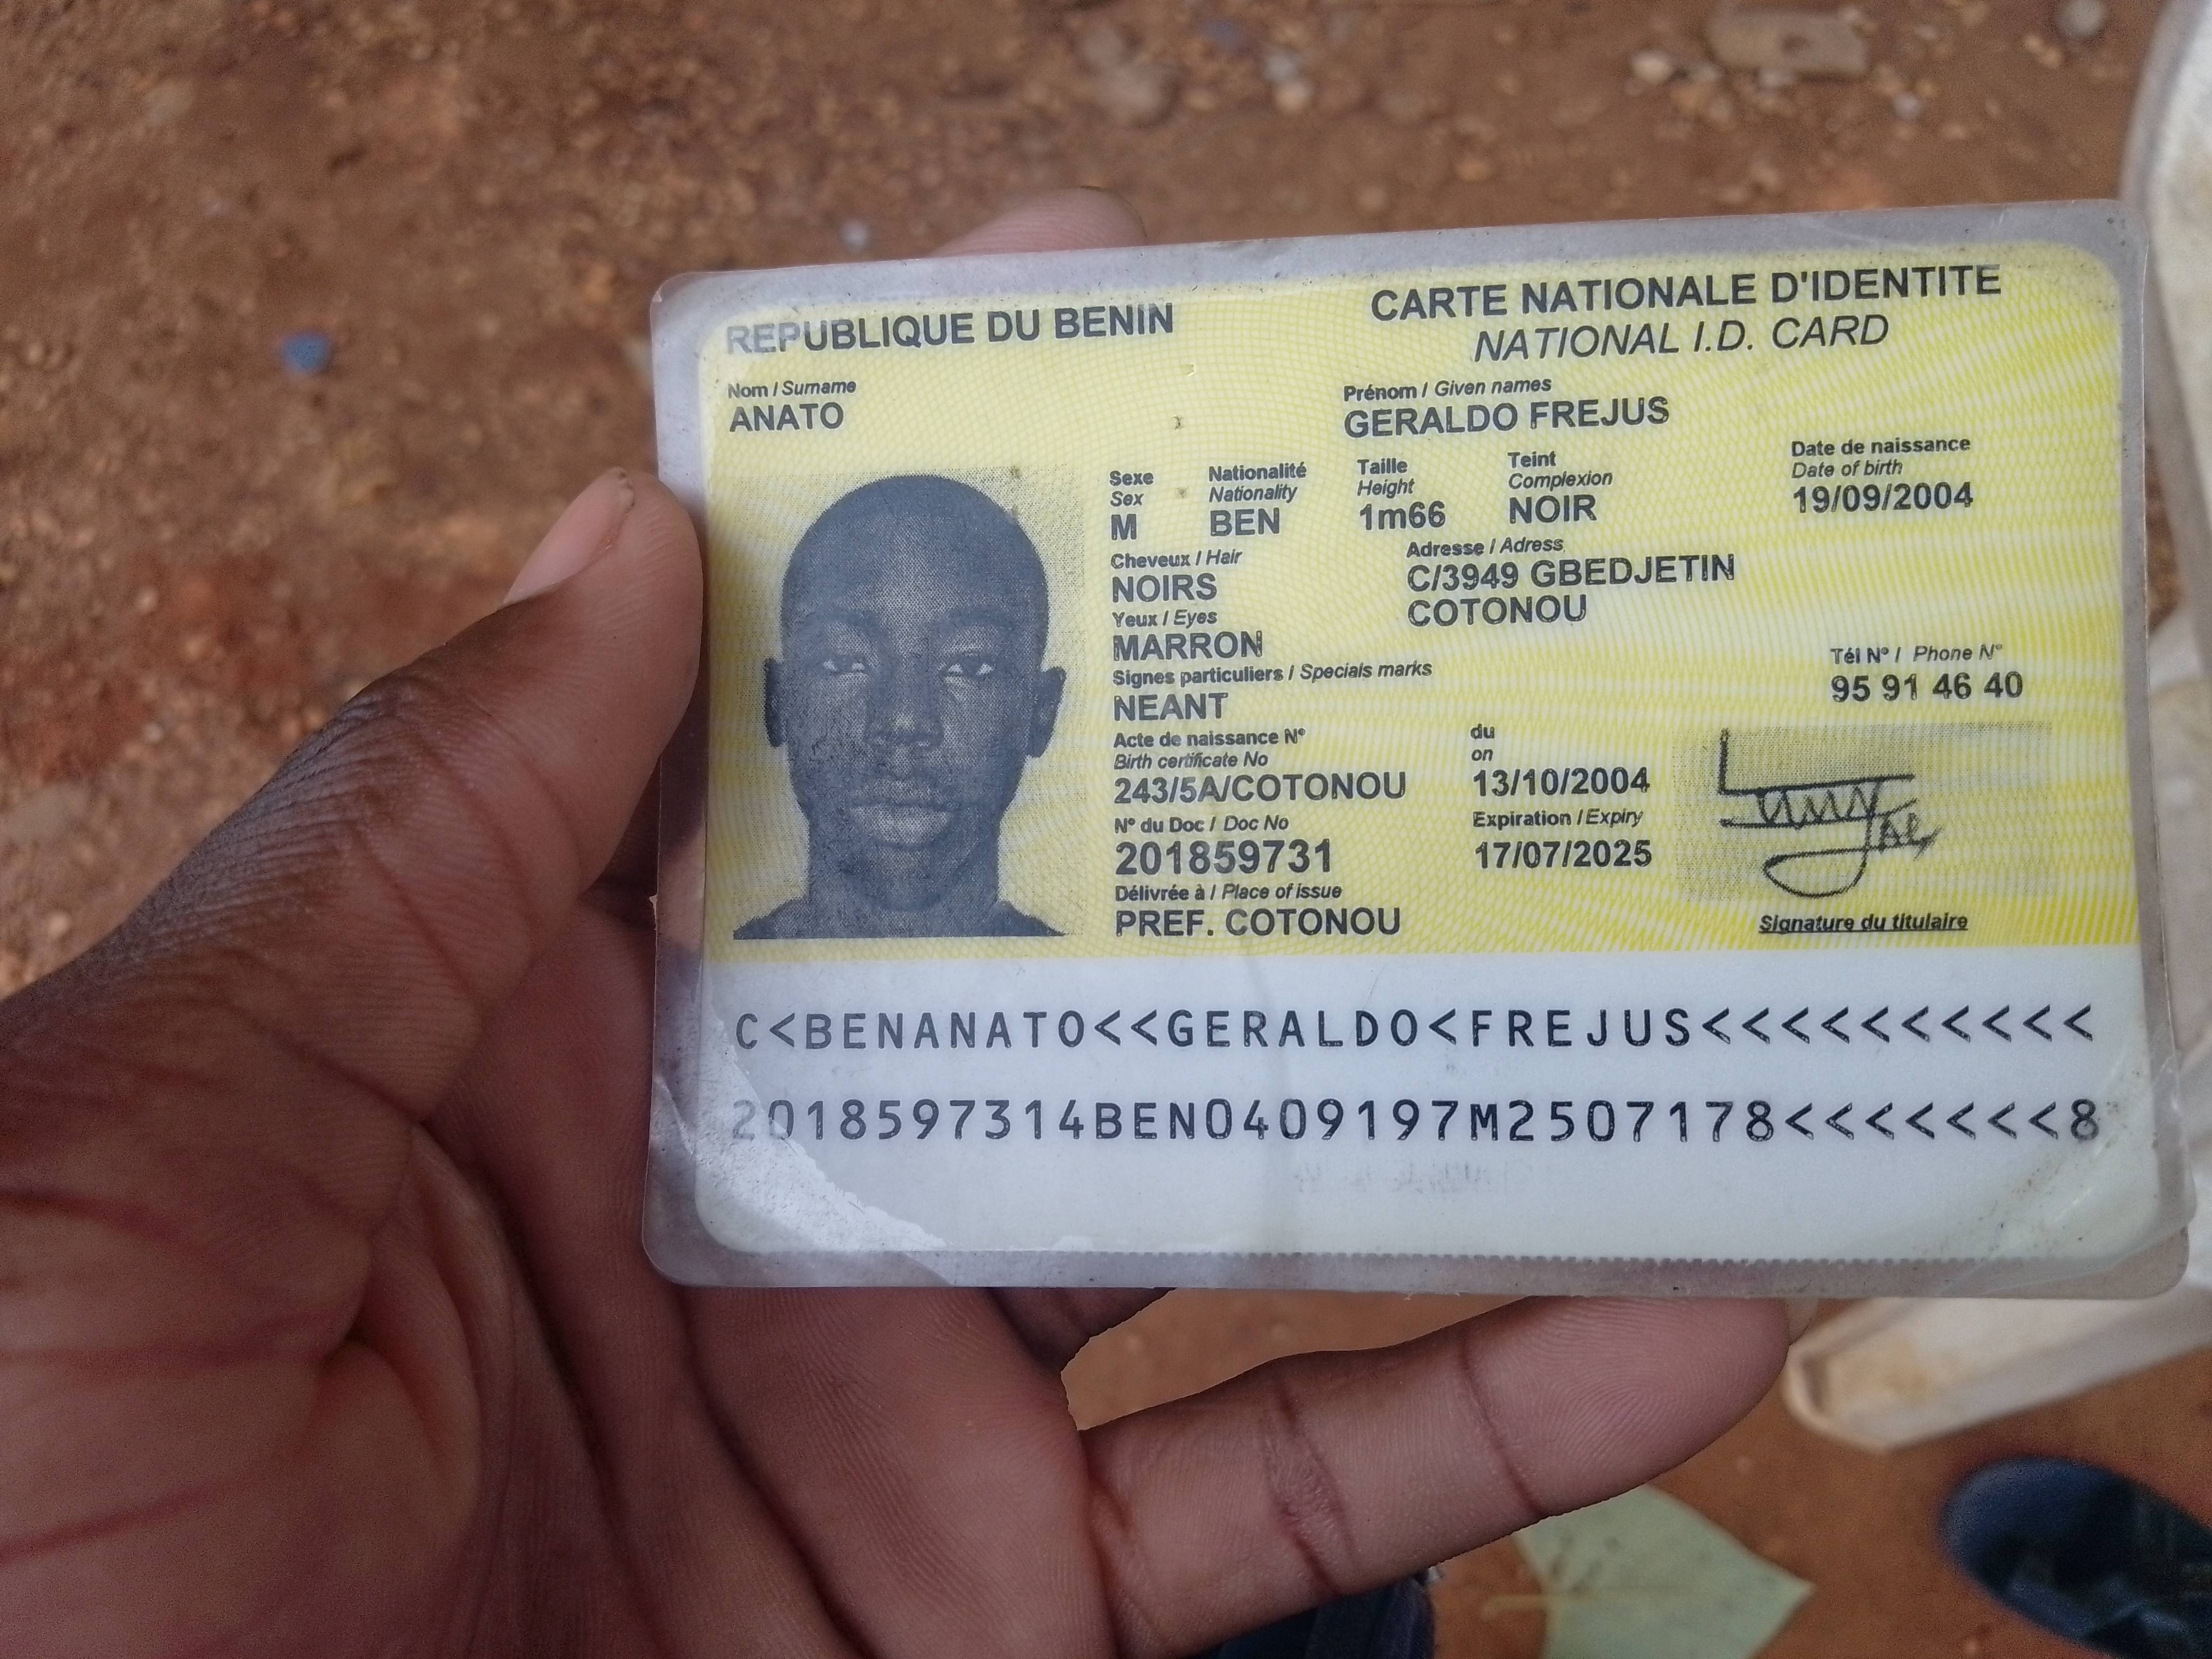 REPUBLIQUE DU BENIN
CARTE NATIONALE D'IDENTITE
NATIONAL I.D. CARD
Nom / Surname
ANATO
Prénom / Given names
GERALDO FREJUS
Sexe
Sex
M
Nationalité
Nationality
BEN
Taille
Height
1m66
Teint
Complexion
NOIR
Date de naissance
Date of birth
19/09/2004
Cheveux / Hair
NOIRS
Adresse / Adress
C/3949 GBEDJETIN
COTONOU
Yeux / Eyes
MARRON
Signes particuliers / Specials marks
NEANT
Tél N° / Phone N°
95 91 46 40
Acte de naissance N°
Birth certificate No
243/5A/COTONOU
du
on
13/10/2004
N° du Doc / Doc No
201859731
Expiration / Expiry
17/07/2025
Délivrée à / Place of issue
PREF. COTONOU
Signature du titulaire
C<BENANATO<<GERALDO<FREJUS<<<<<<<<<<<
2018597314BEN0409197M2507178<<<<<<<<8